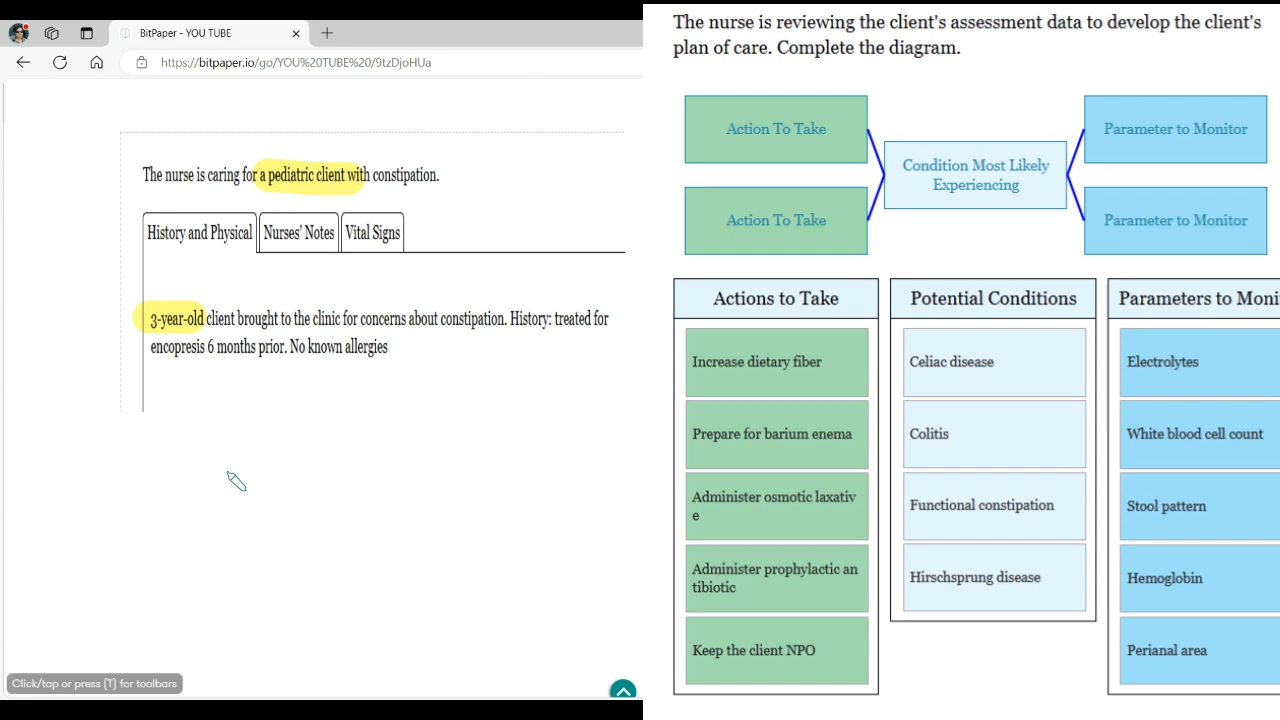 BitPaper - YOU TUBE
https://bitpaper.io/go/YOU%20TUBE%20/9tzDjoHUa
The nurse is caring for a pediatric client with constipation.
History and Physical
Nurses' Notes
Vital Signs
3-year-old client brought to the clinic for concerns about constipation. History: treated for
encopresis 6 months prior. No known allergies
Click/tap or press [T] for toolbars
The nurse is reviewing the client's assessment data to develop the client's
plan of care. Complete the diagram.
Action To Take
Action To Take
Condition Most Likely
Experiencing
Parameter to Monitor
Parameter to Monitor
Actions to Take
Increase dietary fiber
Prepare for barium enema
Administer osmotic laxativ
e
Administer prophylactic an
tibiotic
Keep the client NPO
Potential Conditions
Celiac disease
Colitis
Functional constipation
Hirschsprung disease
Parameters to Moni
Electrolytes
White blood cell count
Stool pattern
Hemoglobin
Perianal area